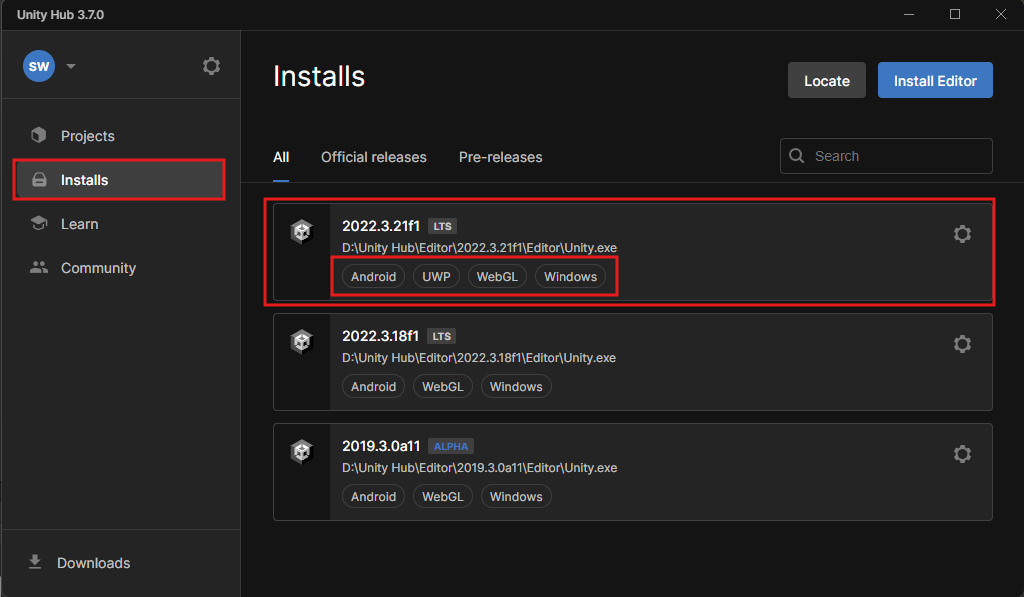 Unity Hub 3.7.0
SW
Projects
Installs
Learn
Community
Downloads
Installs
Locate
Install Editor
All Official releases Pre-releases
Search
2022.3.21f1 LTS
D:\Unity Hub\Editor\2022.3.21f1\Editor\Unity.exe
Android UWP WebGL Windows
2022.3.18f1 LTS
D:\Unity Hub\Editor\2022.3.18f1\Editor\Unity.exe
Android WebGL Windows
2019.3.0a11 ALPHA
D:\Unity Hub\Editor\2019.3.0a11\Editor\Unity.exe
Android WebGL Windows